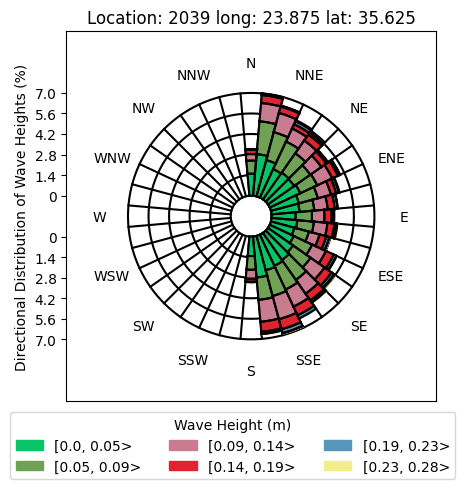 Location: 2039 long: 23.875 lat: 35.625
N
NNW
NNE
NW
NE
WNW
ENE
W
E
WSW
ESE
SW
SE
SSW
SSE
S
Directional Distribution of Wave Heights (%)
7.0
5.6
4.2
2.8
1.4
0
0
1.4
2.8
4.2
5.6
7.0
Wave Height (m)
[0.0, 0.05> [0.09, 0.14> [0.19, 0.23>
[0.05, 0.09> [0.14, 0.19> [0.23, 0.28>